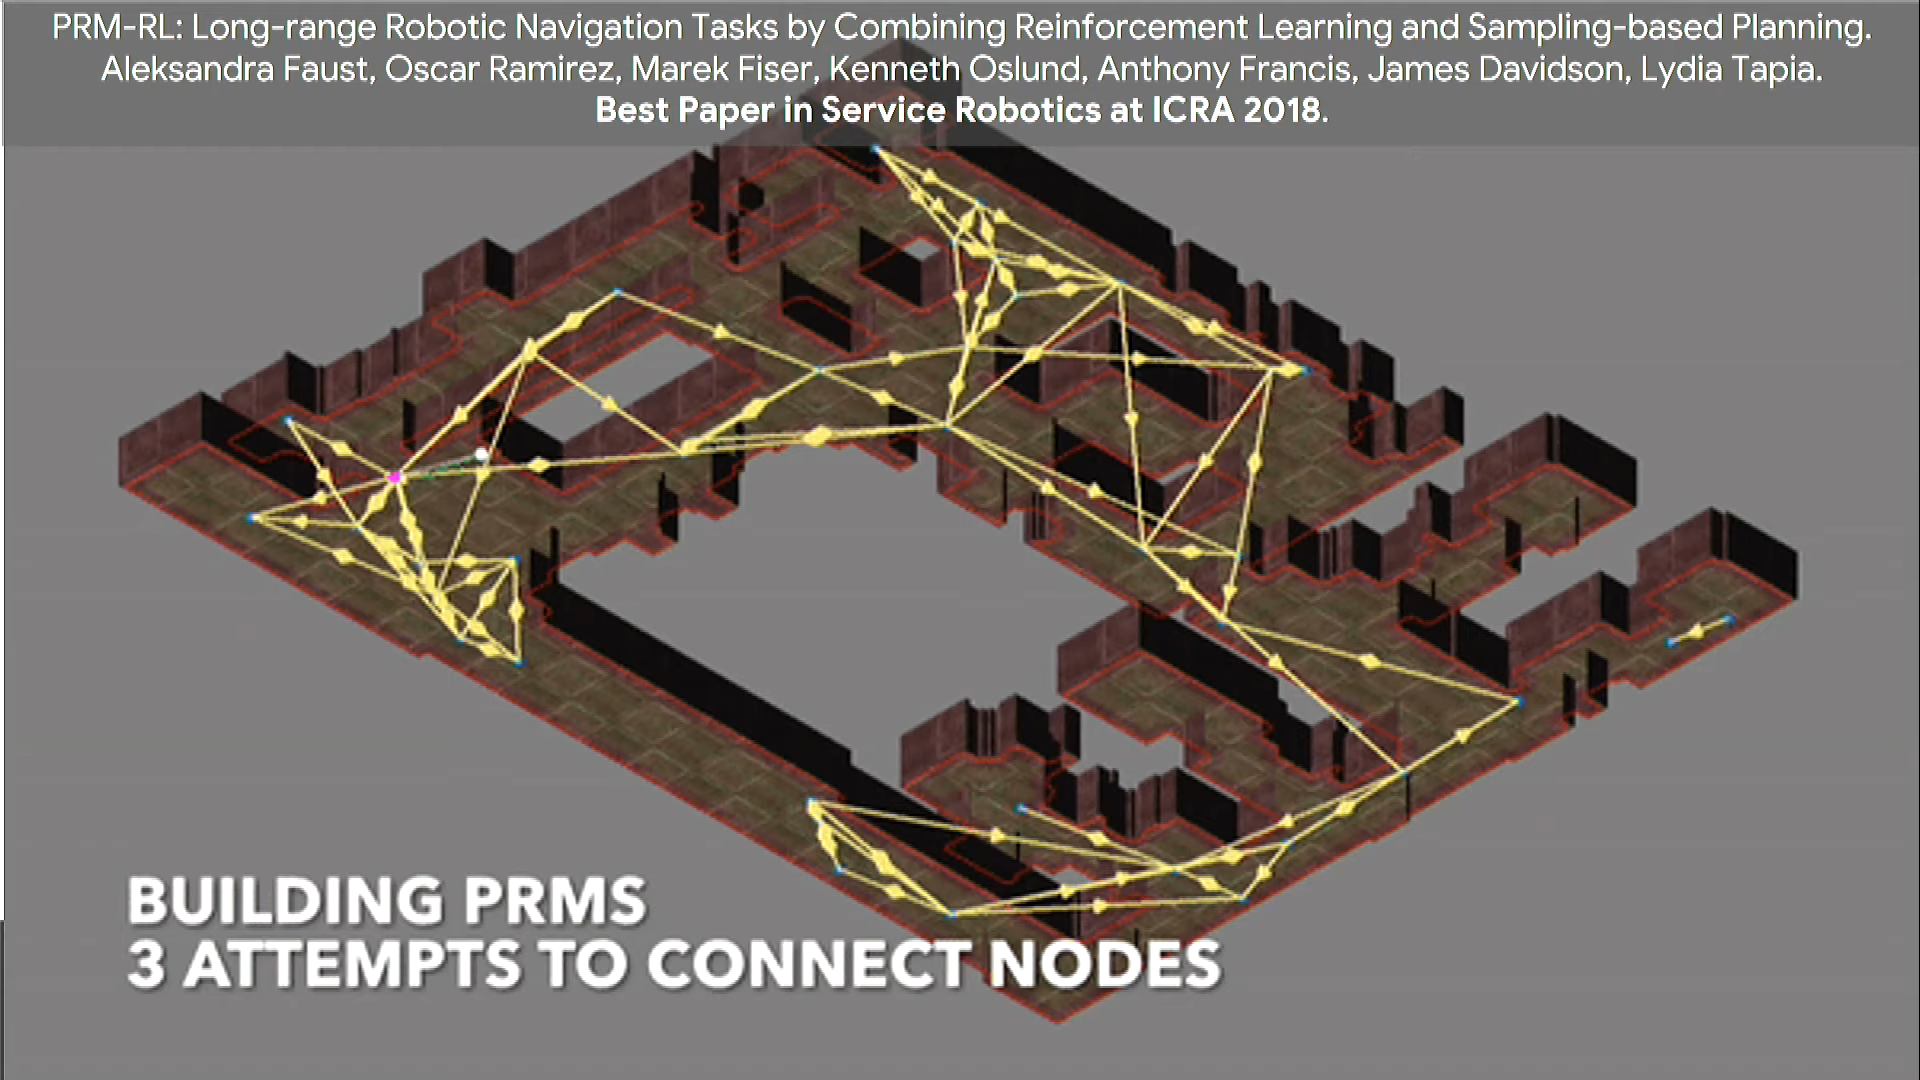 PRM-RL: Long-range Robotic Navigation Tasks by Combining Reinforcement Learning and Sampling-based Planning.
Aleksandra Faust, Oscar Ramirez, Marek Fiser, Kenneth Oslund, Anthony Francis, James Davidson, Lydia Tapia.
Best Paper in Service Robotics at ICRA 2018.
BUILDING PRMS
3 ATTEMPTS TO CONNECT NODES